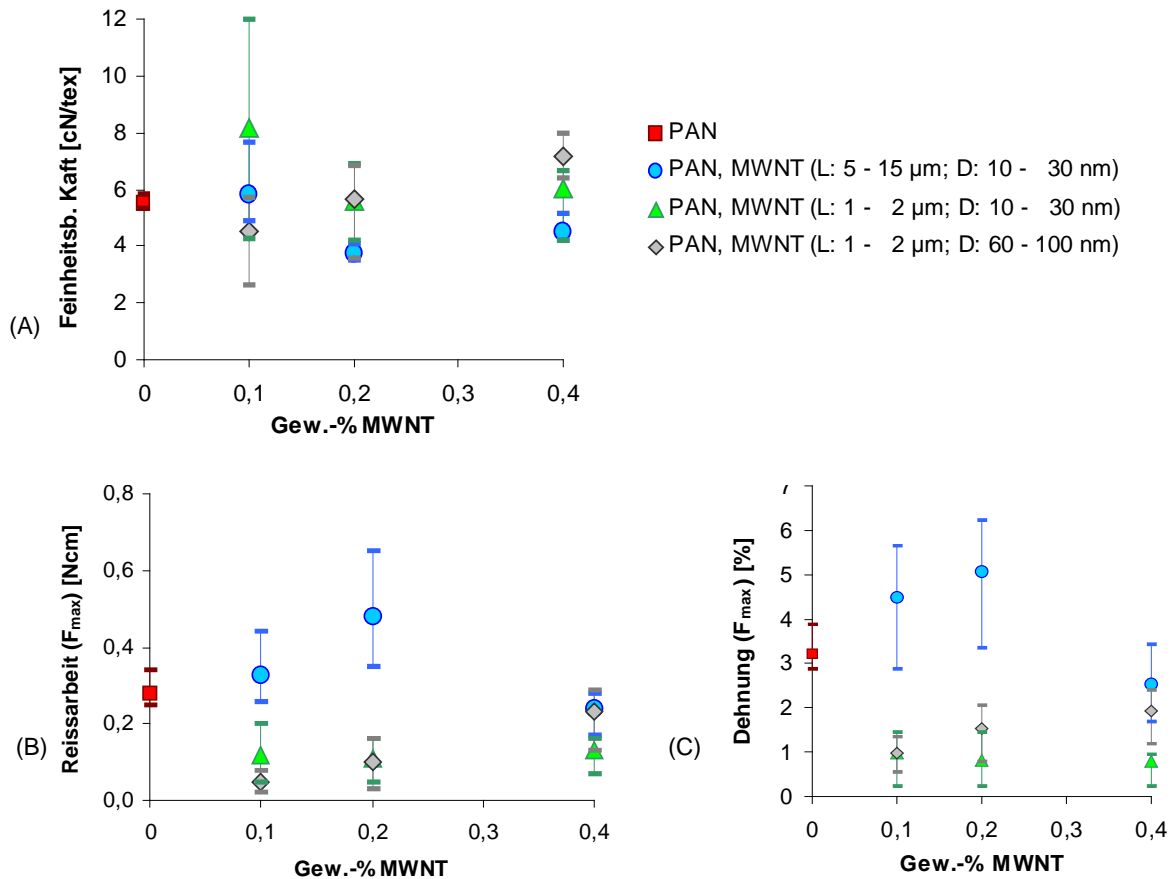 12
10
8
6
4
2
0
Feinheitsb. Kaft [cN/tex]
(A)
0 0,1 0,2 0,3 0,4
Gew.-% MWNT
PAN
PAN, MWNT (L: 5 - 15 µm; D: 10 - 30 nm)
PAN, MWNT (L: 1 - 2 µm; D: 10 - 30 nm)
PAN, MWNT (L: 1 - 2 µm; D: 60 - 100 nm)
0,8
0,6
0,4
0,2
0,0
Reissarbeit (Fmax) [Ncm]
(B)
0 0,1 0,2 0,3 0,4
Gew.-% MWNT
7
6
5
4
3
2
1
0
Dehnung (Fmax) [%]
(C)
0 0,1 0,2 0,3 0,4
Gew.-% MWNT